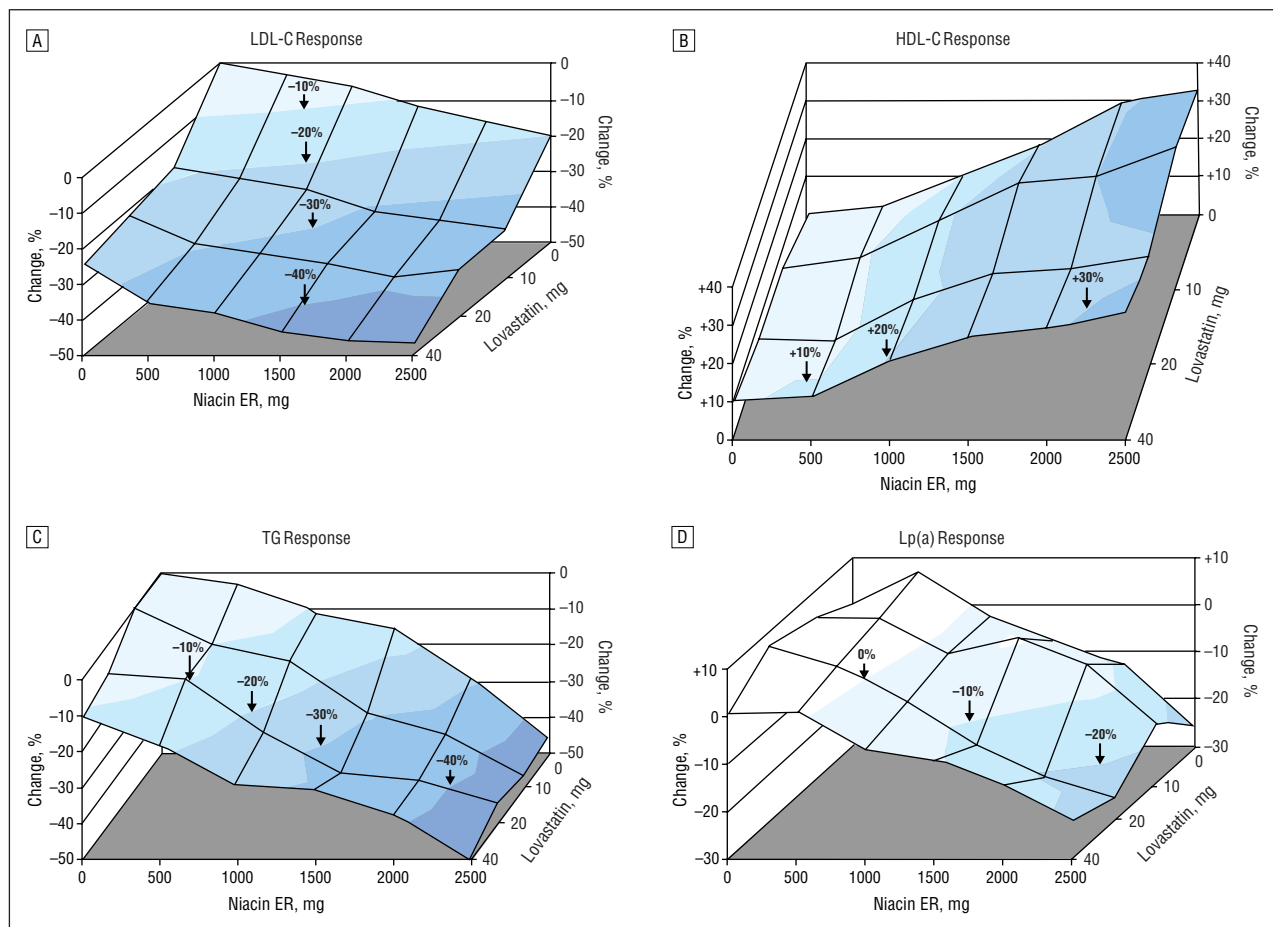 A
LDL-C Response
0
−10
−20
−30
−40
−50
Change, %
0
−10
−20
−30
−40
−50
Change, %
−10%
−20%
−30%
−40%
0
10
20
40
Lovastatin, mg
0 500 1000 1500 2000 2500
Niacin ER, mg
B
HDL-C Response
+40
+30
+20
+10
0
Change, %
+40
+30
+20
+10
0
Change, %
+10%
+20%
+30%
10
20
40
Lovastatin, mg
0 500 1000 1500 2000 2500
Niacin ER, mg
C
TG Response
0
−10
−20
−30
−40
−50
Change, %
0
−10
−20
−30
−40
−50
Change, %
−10%
−20%
−30%
−40%
0
10
20
40
Lovastatin, mg
0 500 1000 1500 2000 2500
Niacin ER, mg
D
Lp(a) Response
+10
0
−10
−20
−30
Change, %
+10
0
−10
−20
−30
Change, %
0%
−10%
−20%
0
10
20
40
Lovastatin, mg
0 500 1000 1500 2000 2500
Niacin ER, mg